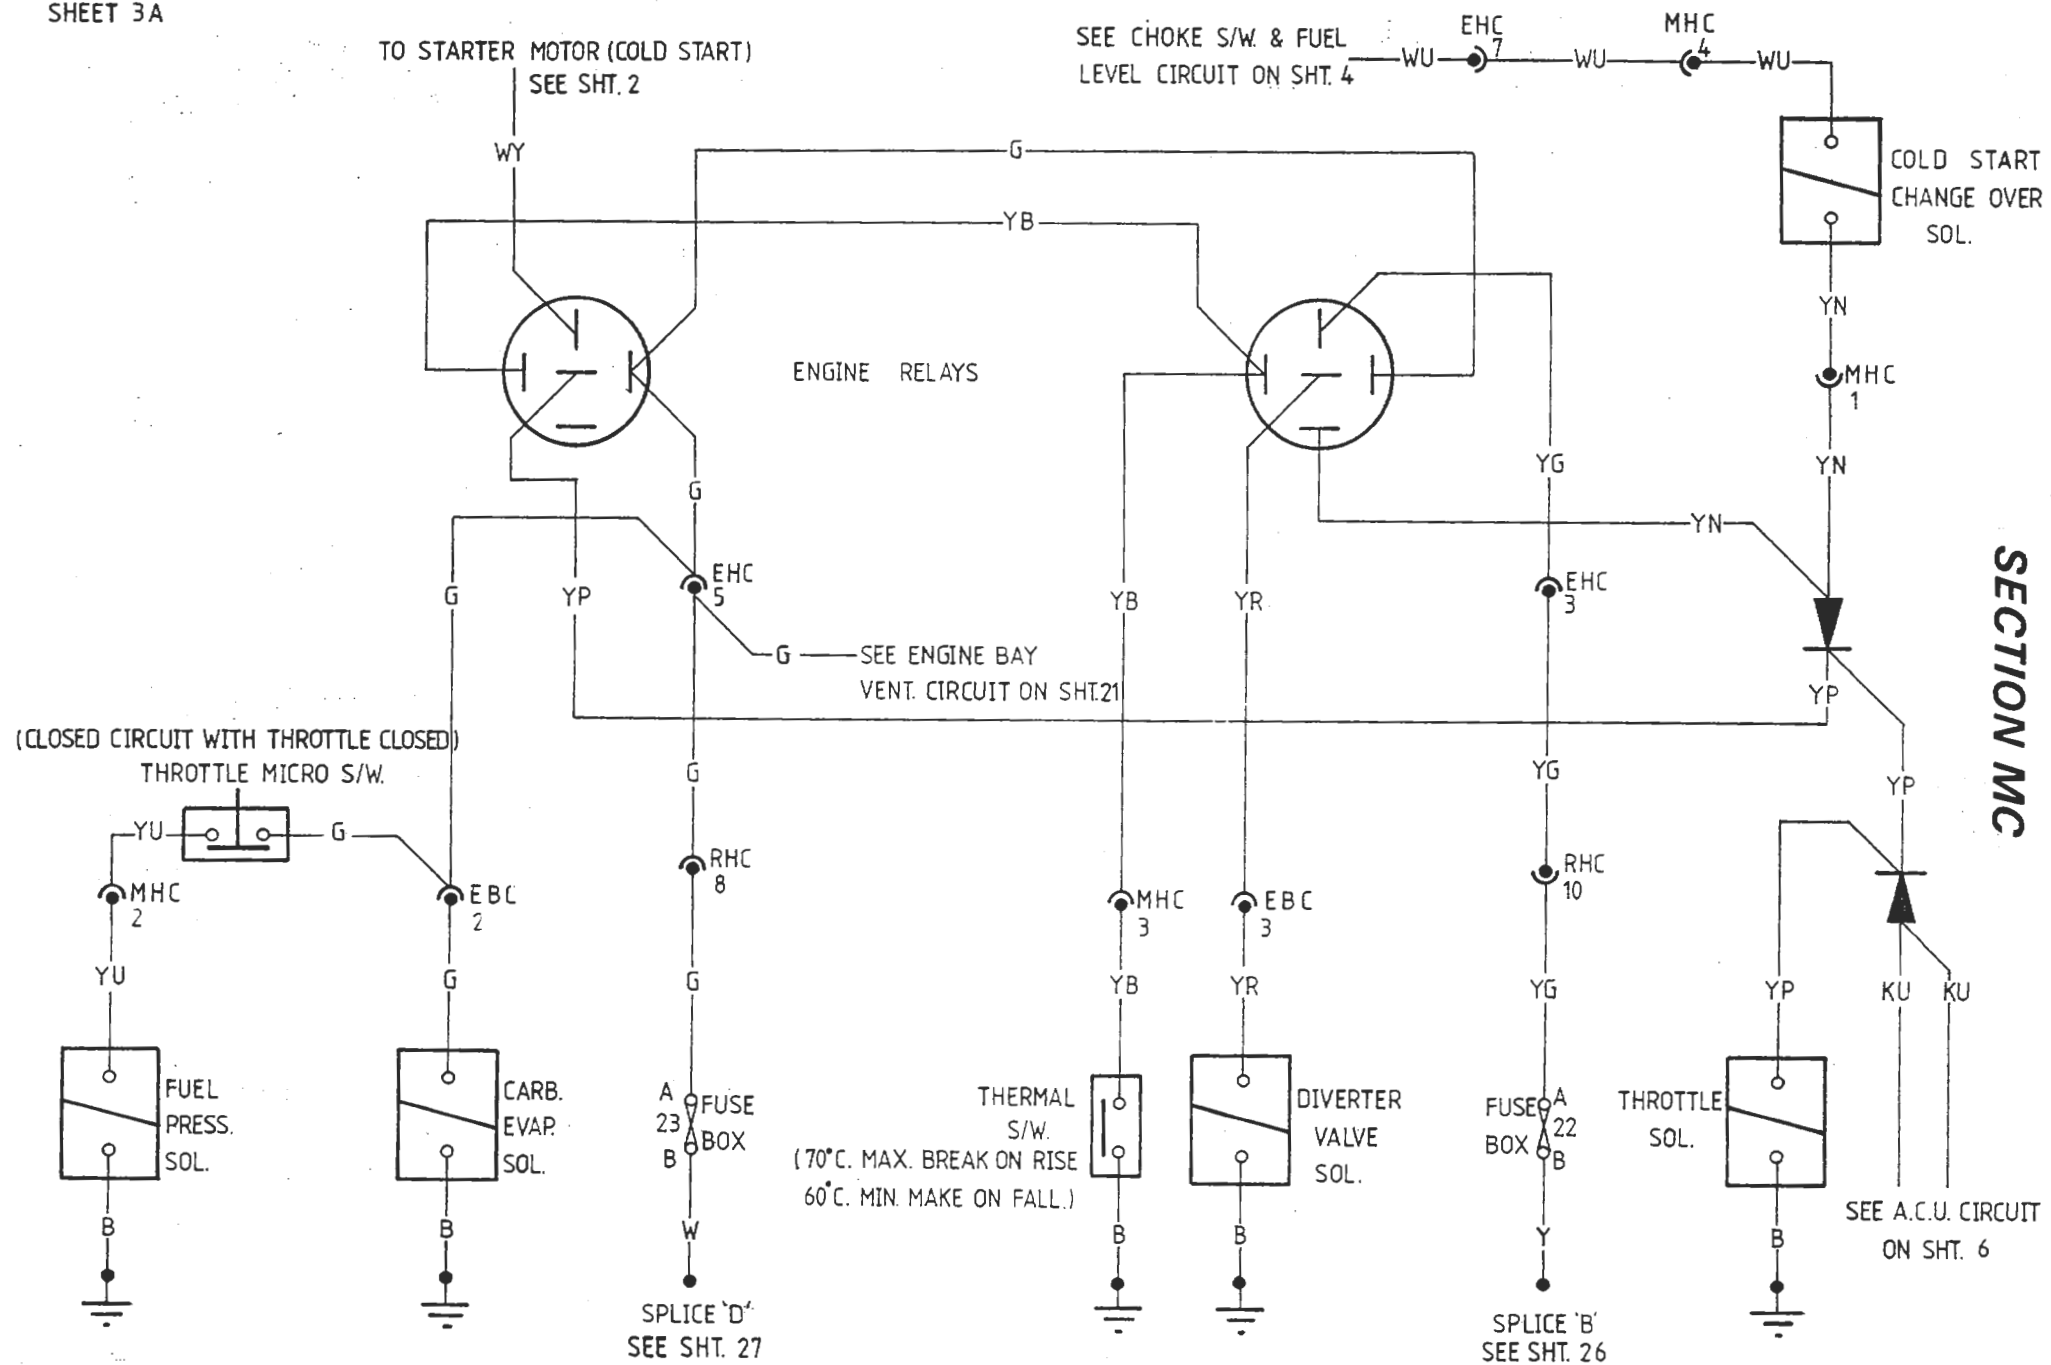 SHEET 3A
TO STARTER MOTOR (COLD START)
SEE SHT. 2
SEE CHOKE S/W. & FUEL
LEVEL CIRCUIT ON SHT. 4
WU
EHC
7
WU
MHC
4
WU
WY
G
YB
COLD START
CHANGE OVER
SOL.
YN
ENGINE RELAYS
MHC
1
YG
YN
G
YN
EHC
5
EHC
3
G
YP
YB
YR
G
SEE ENGINE BAY
VENT. CIRCUIT ON SHT.21
YP
SECTION MC
(CLOSED CIRCUIT WITH THROTTLE CLOSED)
THROTTLE MICRO S/W.
G
YG
YP
YU
G
RHC
8
RHC
10
MHC
2
EBC
2
MHC
3
EBC
3
YU
G
G
YB
YR
YG
YP
KU
KU
FUEL
PRESS.
SOL.
CARB.
EVAP.
SOL.
A
23
B
FUSE
BOX
THERMAL
S/W.
(70°C. MAX. BREAK ON RISE
60°C. MIN. MAKE ON FALL.)
DIVERTER
VALVE
SOL.
FUSE
BOX
A
22
B
THROTTLE
SOL.
SEE A.C.U. CIRCUIT
ON SHT. 6
B
B
W
B
B
Y
B
SPLICE 'D'
SEE SHT. 27
SPLICE 'B'
SEE SHT. 26